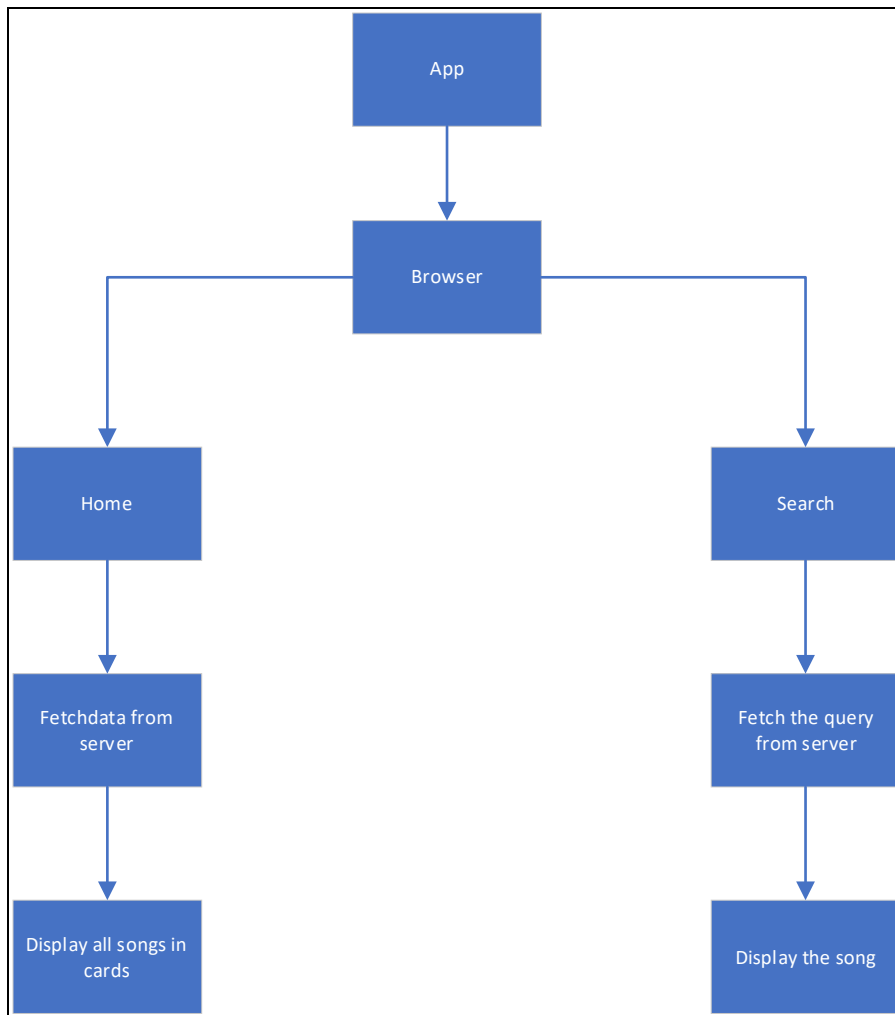 App
Browser
Home
Search
Fetchdata from
server
Fetch the query
from server
Display all songs in
cards
Display the song